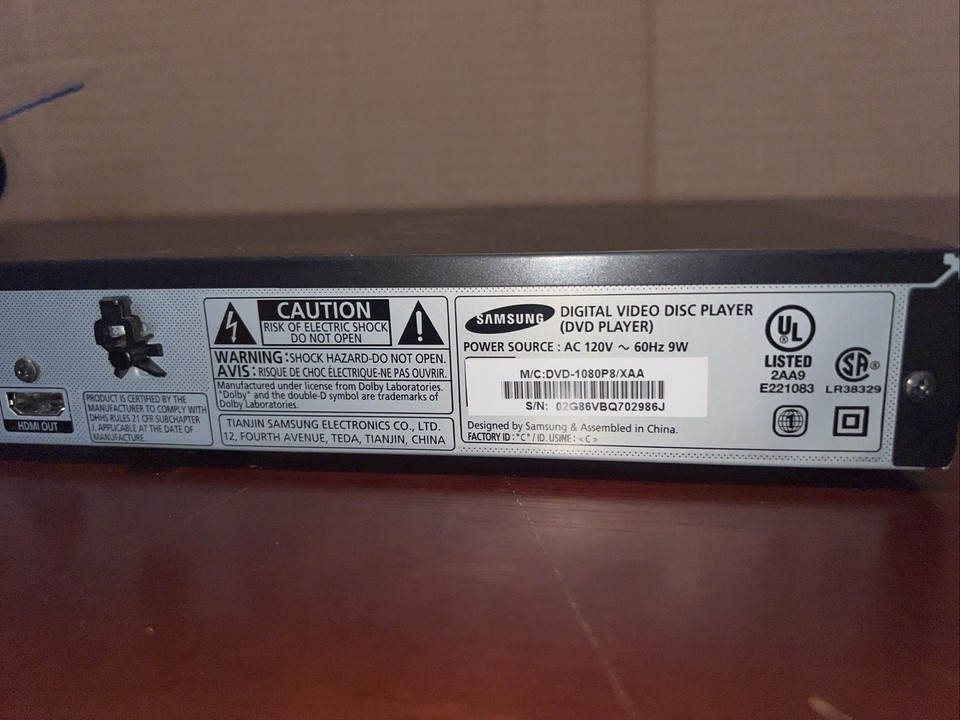 HDMI OUT
PRODUCT IS CERTIFIED BY THE
MANUFACTURER TO COMPLY WITH
DHHS RULES 21 CFR SUBCHAPTER
J. APPLICABLE AT THE DATE OF
MANUFACTURE.
CAUTION
RISK OF ELECTRIC SHOCK
DO NOT OPEN
WARNING : SHOCK HAZARD-DO NOT OPEN.
AVIS : RISQUE DE CHOC ÉLECTRIQUE-NE PAS OUVRIR.
Manufactured under license from Dolby Laboratories.
"Dolby" and the double-D symbol are trademarks of
Dolby Laboratories.
TIANJIN SAMSUNG ELECTRONICS CO., LTD.
12, FOURTH AVENUE, TEDA, TIANJIN, CHINA
SAMSUNG
DIGITAL VIDEO DISC PLAYER
(DVD PLAYER)
POWER SOURCE : AC 120V ~ 60Hz 9W
M/C:DVD-1080P8/XAA
S/N: 02G86VBQ702986J
Designed by Samsung & Assembled in China.
FACTORY ID : "C" / ID. USINE : < C >
UL
LISTED
2AA9
E221083
SA ®
LR38329